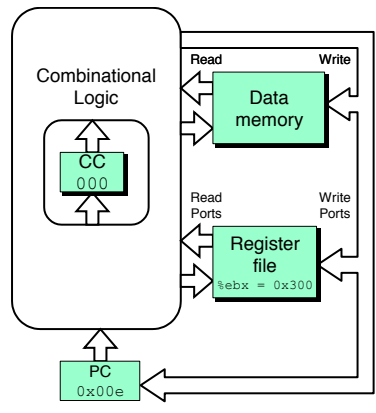 Combinational
Logic
CC
000
Read
Write
Data
memory
Read
Ports
Write
Ports
Register
file
%ebx = 0x300
PC
0x00e